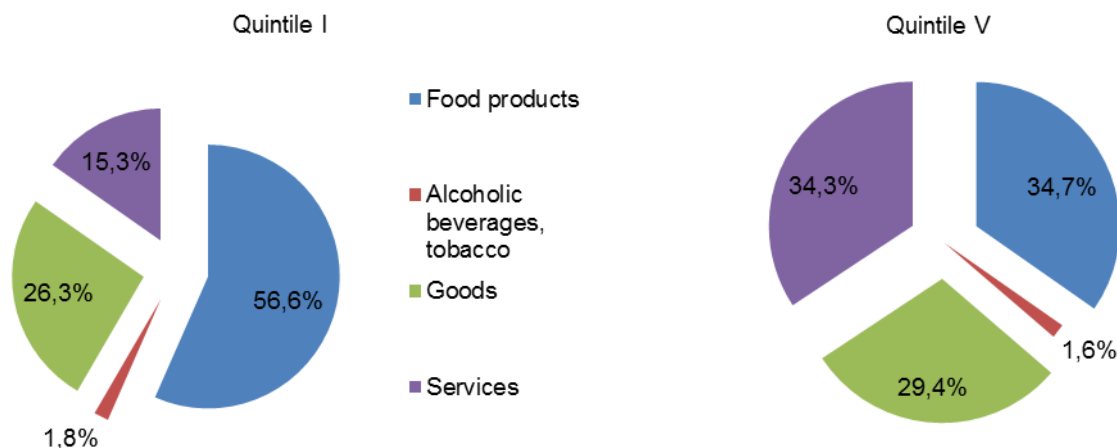 Quintile I
Quintile V
15,3%
26,3%
56,6%
1,8%
Food products
Alcoholic
beverages,
tobacco
Goods
Services
34,3%
34,7%
1,6%
29,4%